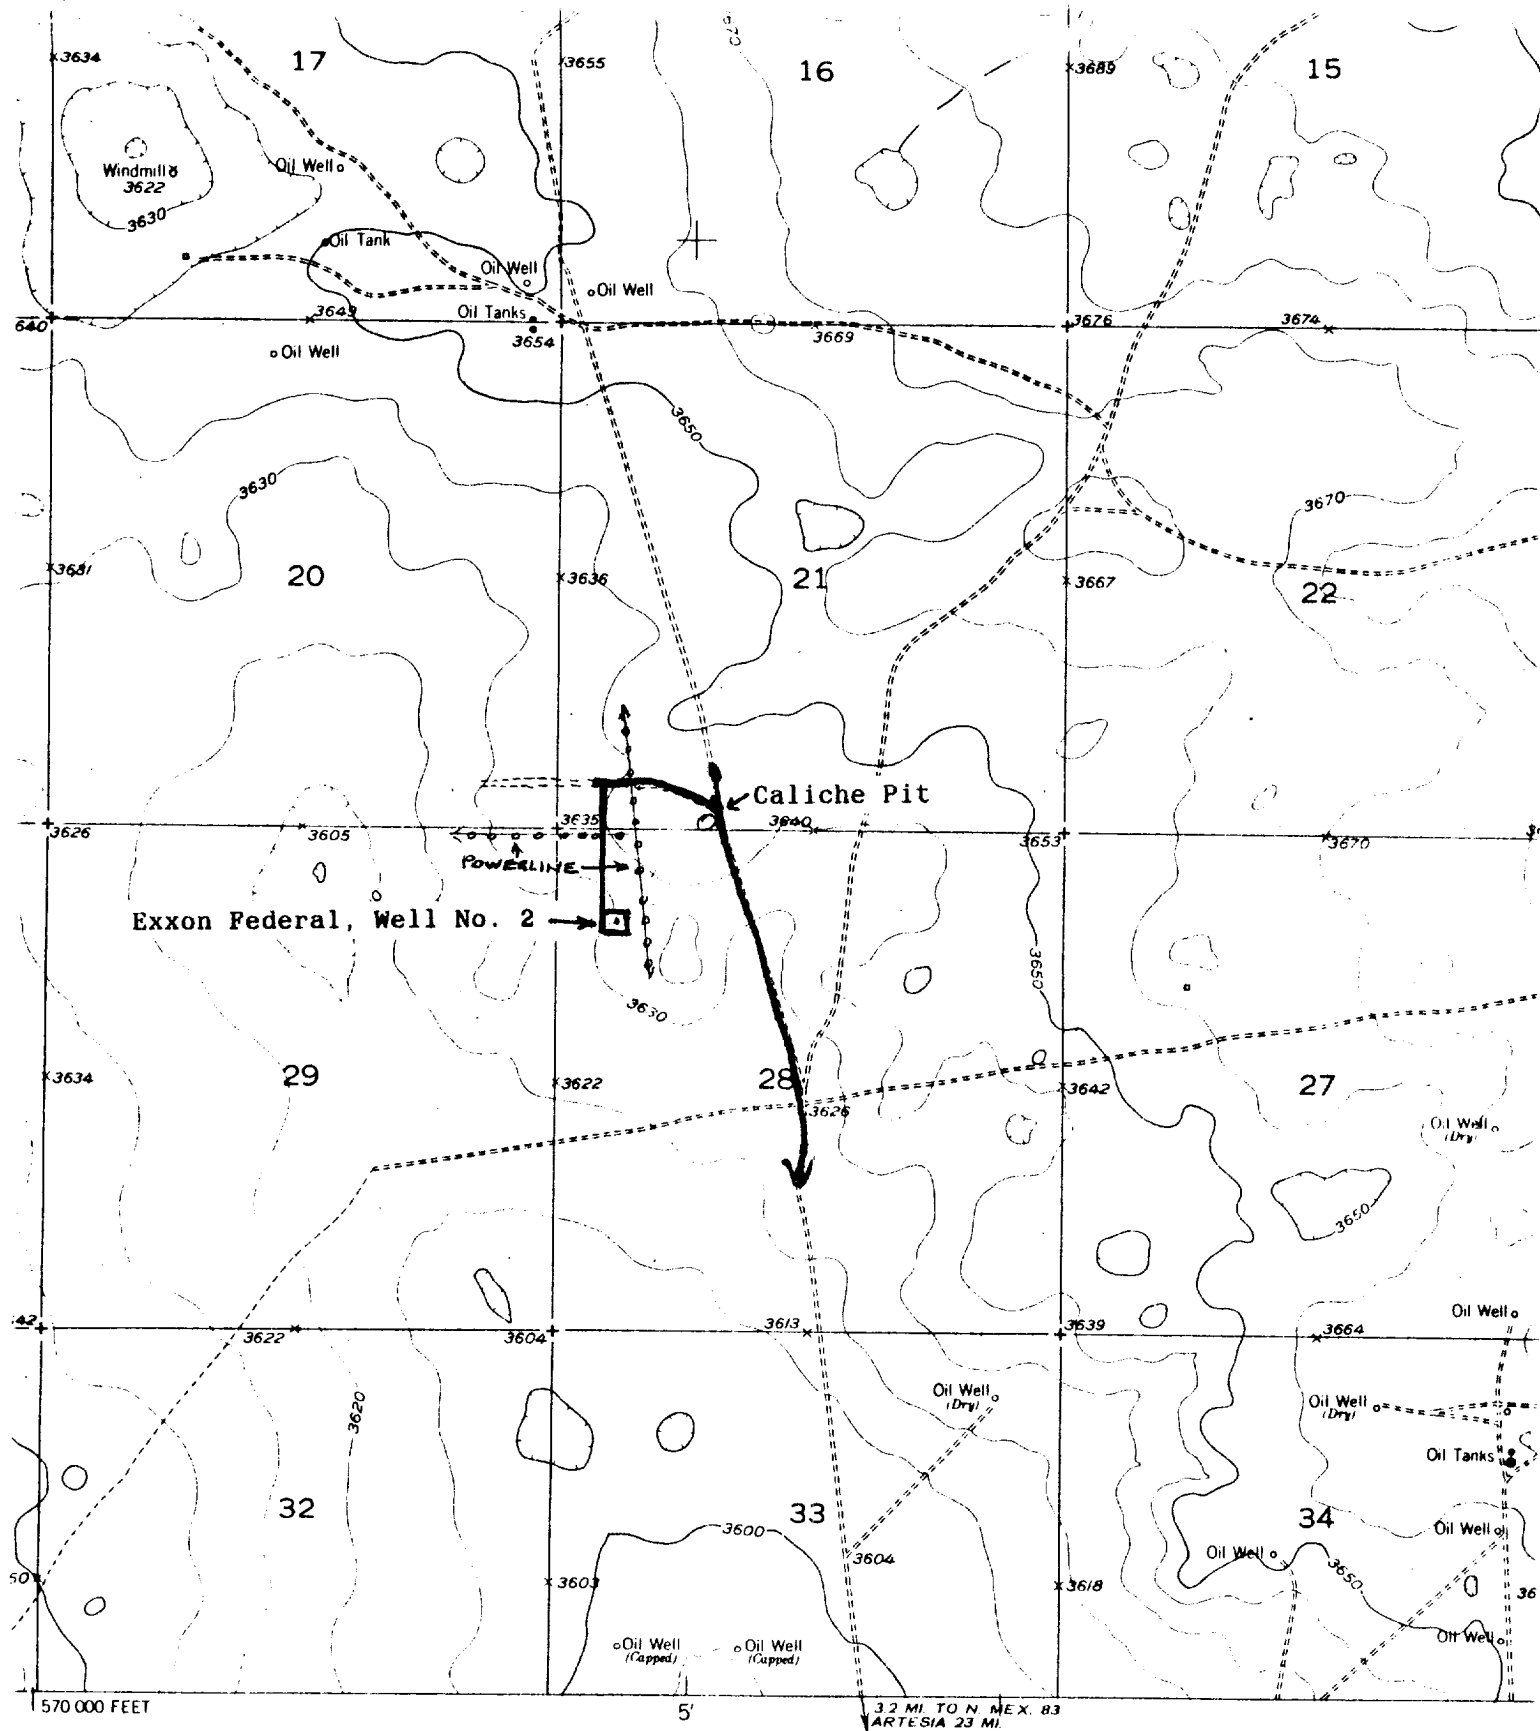 3634
17
3655
16
3689
15
Windmill
3622
3630
Oil Well
Oil Tank
Oil Well
Oil Well
Oil Tanks
3654
640
3649
3669
3676
3674
Oil Well
3650
3630
3670
20
3636
21
3667
22
Caliche Pit
3626
3605
3635
3640
3653
3670
POWERLINE
Exxon Federal, Well No. 2
3630
3650
3634
29
3622
28
3626
3642
27
Oil Well
(Dry)
3650
Oil Well
42
3622
3604
3613
3639
3664
3620
Oil Well
(Dry)
Oil Well
(Dry)
Oil Tanks
32
33
34
3600
3604
Oil Well
Oil Well
3650
50
3603
3618
36
Oil Well
(Capped)
Oil Well
(Capped)
Oil Well
570 000 FEET
5'
3.2 MI. TO N. MEX. 83
ARTESIA 23 MI.